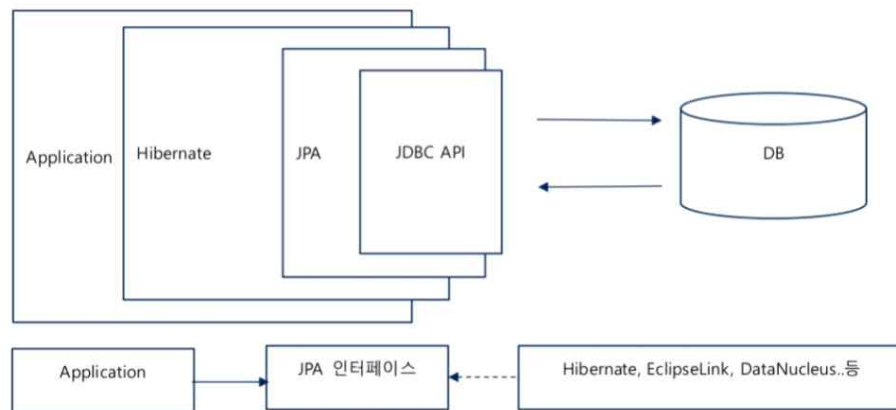 Application
Hibernate
JPA
JDBC API
DB
Application
JPA 인터페이스
Hibernate, EclipseLink, DataNucleus..등